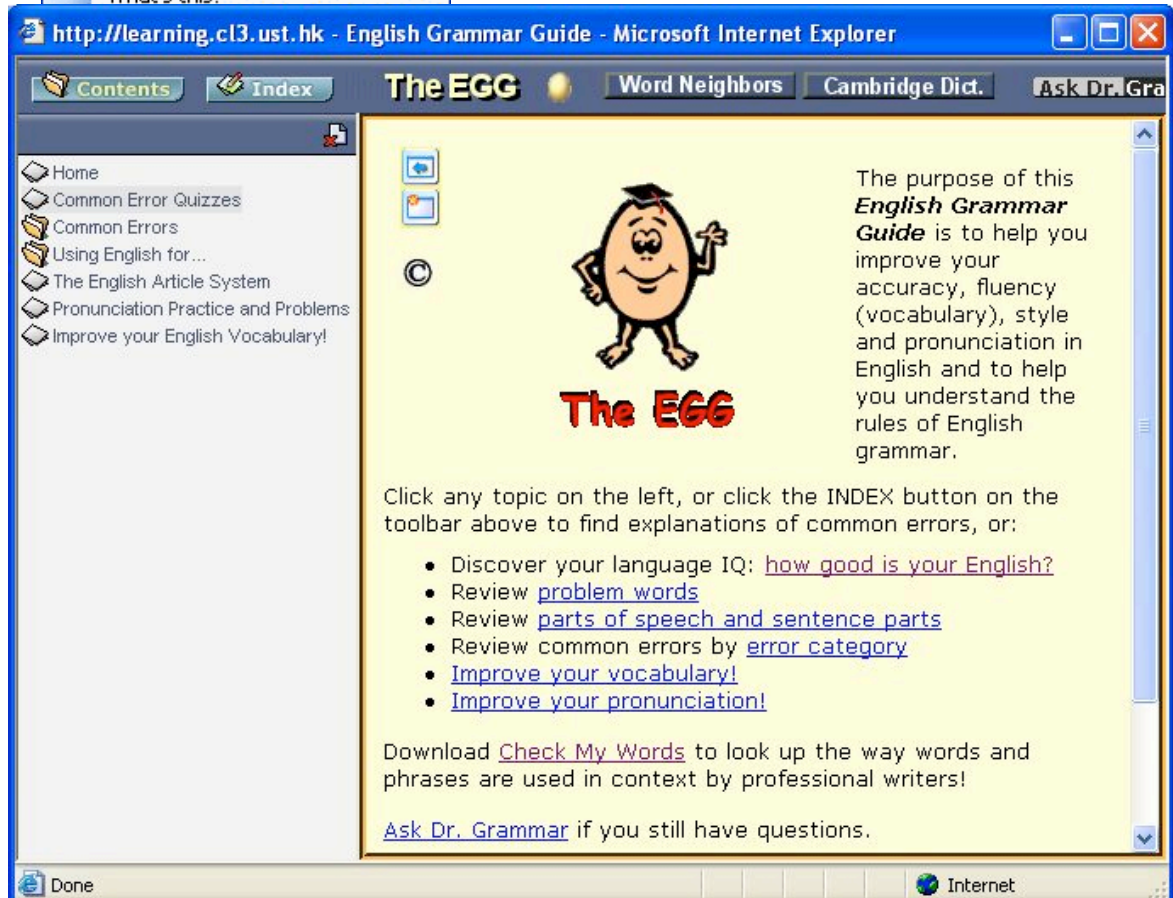 What's this?
http://learning.cl3.ust.hk - English Grammar Guide - Microsoft Internet Explorer
Contents
Index
The EGG
Word Neighbors
Cambridge Dict.
Ask Dr. Gra
Home
Common Error Quizzes
Common Errors
Using English for...
The English Article System
Pronunciation Practice and Problems
Improve your English Vocabulary!
©
The EGG
The purpose of this
English Grammar
Guide is to help you
improve your
accuracy, fluency
(vocabulary), style
and pronunciation in
English and to help
you understand the
rules of English
grammar.
Click any topic on the left, or click the INDEX button on the
toolbar above to find explanations of common errors, or:
• Discover your language IQ: how good is your English?
• Review problem words
• Review parts of speech and sentence parts
• Review common errors by error category
• Improve your vocabulary!
• Improve your pronunciation!
Download Check My Words to look up the way words and
phrases are used in context by professional writers!
Ask Dr. Grammar if you still have questions.
Done
Internet